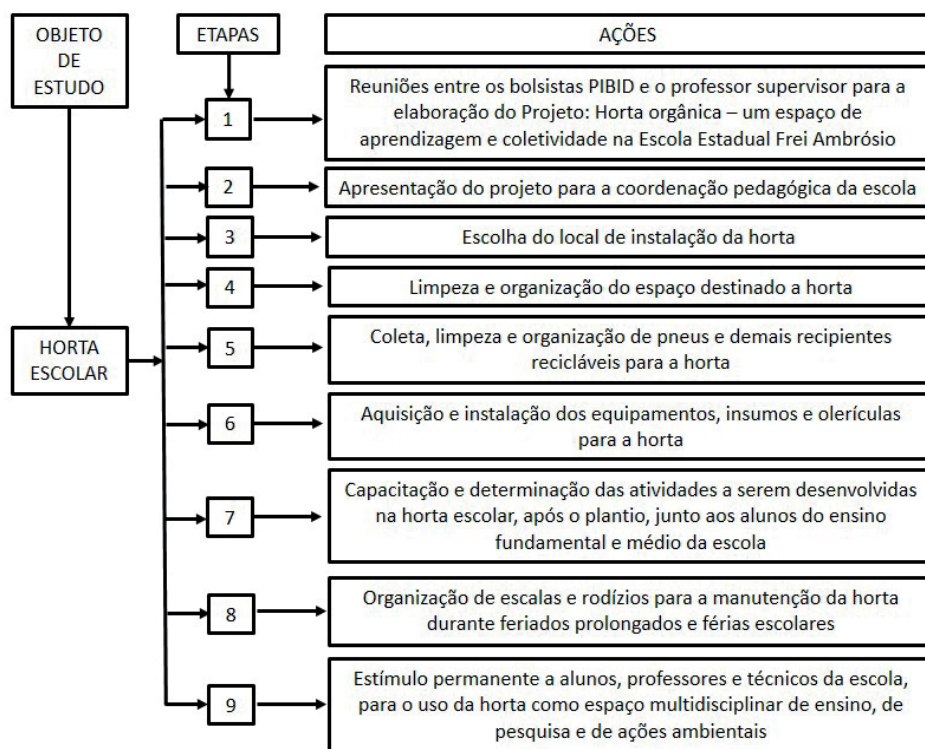 OBJETO
DE
ESTUDO
ETAPAS
AÇÕES
1
Reuniões entre os bolsistas PIBID e o professor supervisor para a
elaboração do Projeto: Horta orgânica – um espaço de
aprendizagem e coletividade na Escola Estadual Frei Ambrósio
2
Apresentação do projeto para a coordenação pedagógica da escola
3
Escolha do local de instalação da horta
4
Limpeza e organização do espaço destinado a horta
HORTA
ESCOLAR
5
Coleta, limpeza e organização de pneus e demais recipientes
recicláveis para a horta
6
Aquisição e instalação dos equipamentos, insumos e olerículas
para a horta
7
Capacitação e determinação das atividades a serem desenvolvidas
na horta escolar, após o plantio, junto aos alunos do ensino
fundamental e médio da escola
8
Organização de escalas e rodízios para a manutenção da horta
durante feriados prolongados e férias escolares
9
Estímulo permanente a alunos, professores e técnicos da escola,
para o uso da horta como espaço multidisciplinar de ensino, de
pesquisa e de ações ambientais